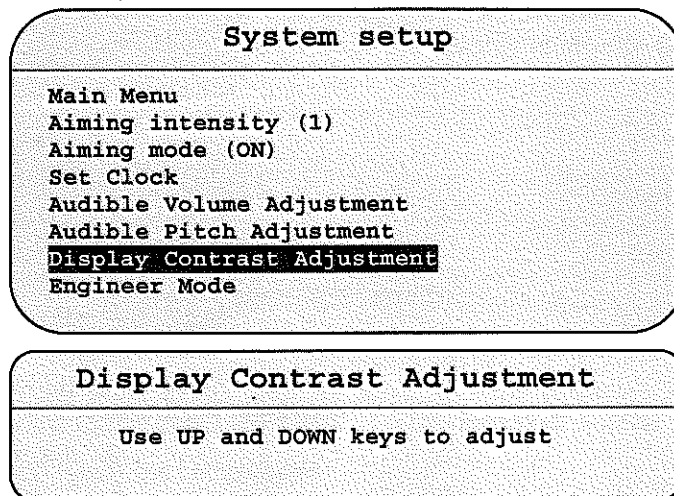 System setup
Main Menu
Aiming intensity (1)
Aiming mode (ON)
Set Clock
Audible Volume Adjustment
Audible Pitch Adjustment
Display Contrast Adjustment
Engineer Mode
Display Contrast Adjustment
Use UP and DOWN keys to adjust